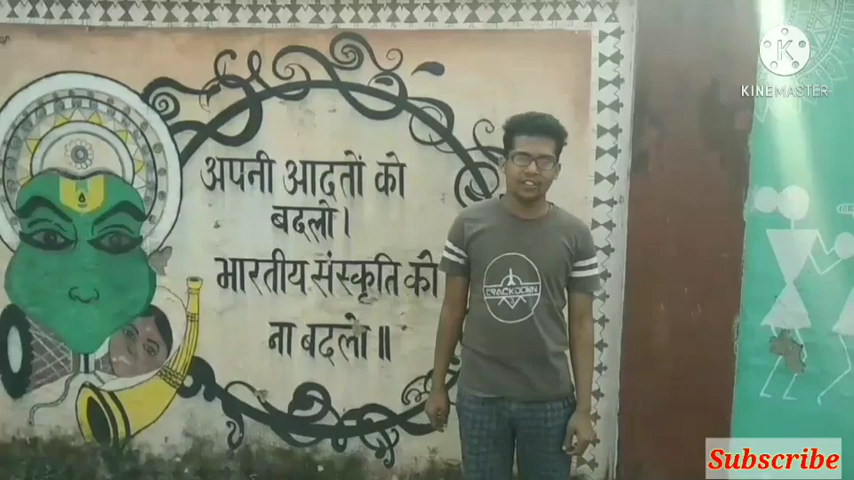 अपनी आदतों को
बदलो।
भारतीय संस्कृति को
ना बदलो॥
CRACKDOWN
KINEMASTER
Subscribe